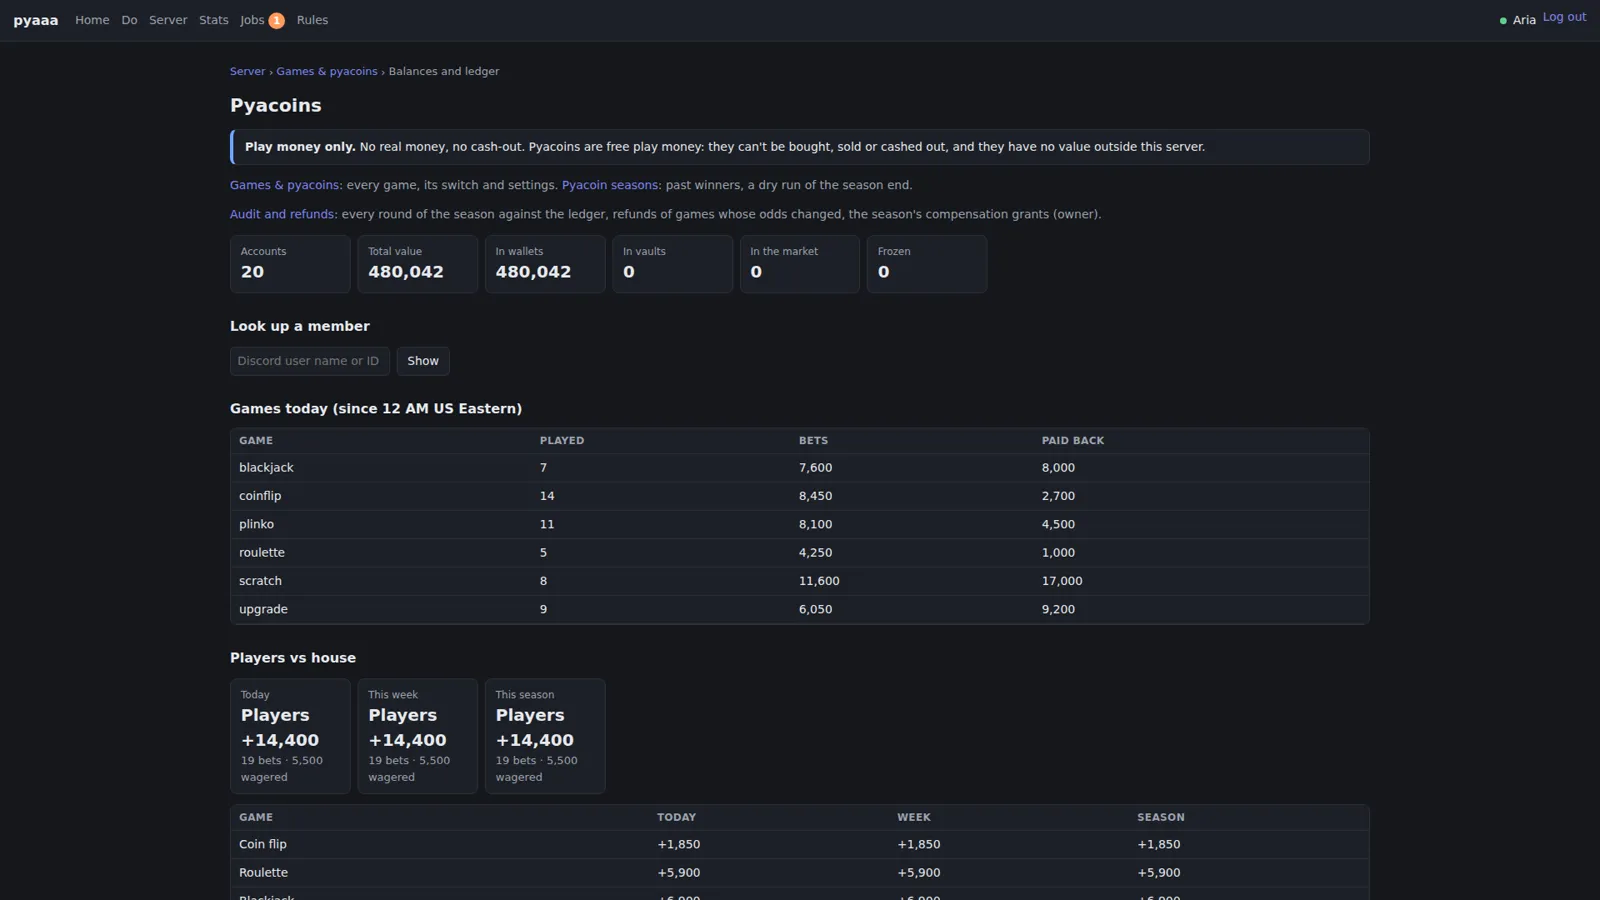 pyaaa Home Do Server Stats Jobs 1 Rules Aria Log out
Server › Games & pyacoins › Balances and ledger
Pyacoins
Play money only. No real money, no cash-out. Pyacoins are free play money: they can't be bought, sold or cashed out, and they have no value outside this server.
Games & pyacoins: every game, its switch and settings. Pyacoin seasons: past winners, a dry run of the season end.
Audit and refunds: every round of the season against the ledger, refunds of games whose odds changed, the season's compensation grants (owner).
Accounts Total value In wallets In vaults In the market Frozen
20 480,042 480,042 0 0 0
Look up a member
Discord user name or ID Show
Games today (since 12 AM US Eastern)
GAME PLAYED BETS PAID BACK
blackjack 7 7,600 8,000
coinflip 14 8,450 2,700
plinko 11 8,100 4,500
roulette 5 4,250 1,000
scratch 8 11,600 17,000
upgrade 9 6,050 9,200
Players vs house
Today This week This season
Players Players Players
+14,400 +14,400 +14,400
19 bets · 5,500 19 bets · 5,500 19 bets · 5,500
wagered wagered wagered
GAME TODAY WEEK SEASON
Coin flip +1,850 +1,850 +1,850
Roulette +5,900 +5,900 +5,900
Blackjack